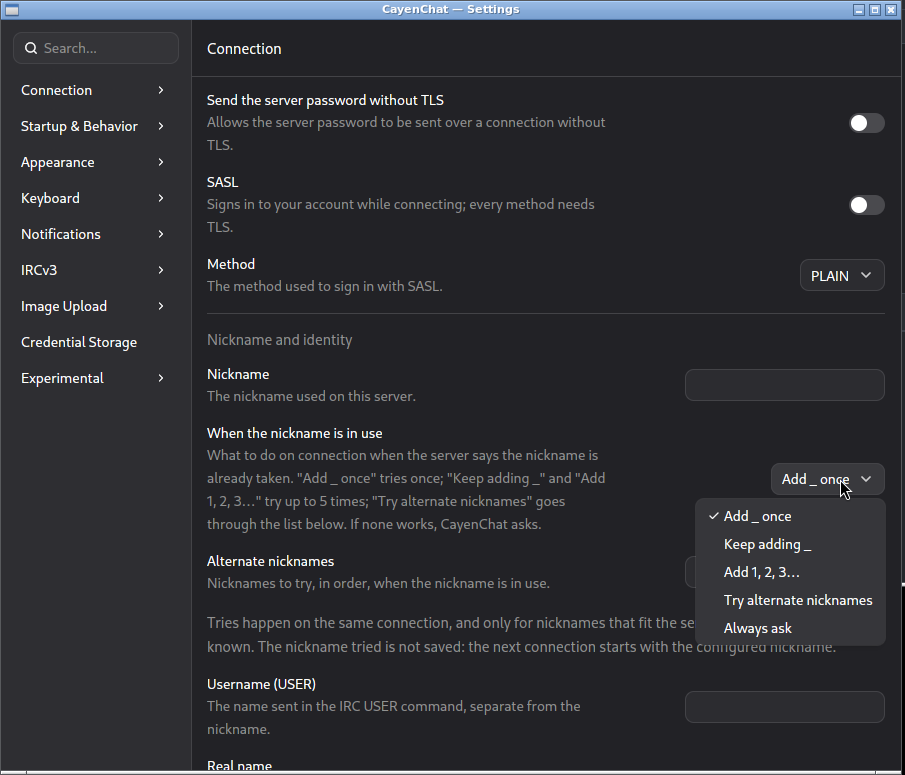 CayenChat — Settings
Search...
Connection
Connection
Startup & Behavior
Appearance
Keyboard
Notifications
IRCv3
Image Upload
Credential Storage
Experimental
Send the server password without TLS
Allows the server password to be sent over a connection without
TLS.
SASL
Signs in to your account while connecting; every method needs
TLS.
Method
The method used to sign in with SASL.
PLAIN
Nickname and identity
Nickname
The nickname used on this server.
When the nickname is in use
What to do on connection when the server says the nickname is
already taken. "Add _ once" tries once; "Keep adding _" and "Add
1, 2, 3…" try up to 5 times; "Try alternate nicknames" goes
through the list below. If none works, CayenChat asks.
Add _ once
Add _ once
Keep adding _
Add 1, 2, 3…
Try alternate nicknames
Always ask
Alternate nicknames
Nicknames to try, in order, when the nickname is in use.
Tries happen on the same connection, and only for nicknames that fit the se
known. The nickname tried is not saved: the next connection starts with the configured nickname.
Username (USER)
The name sent in the IRC USER command, separate from the
nickname.
Real name